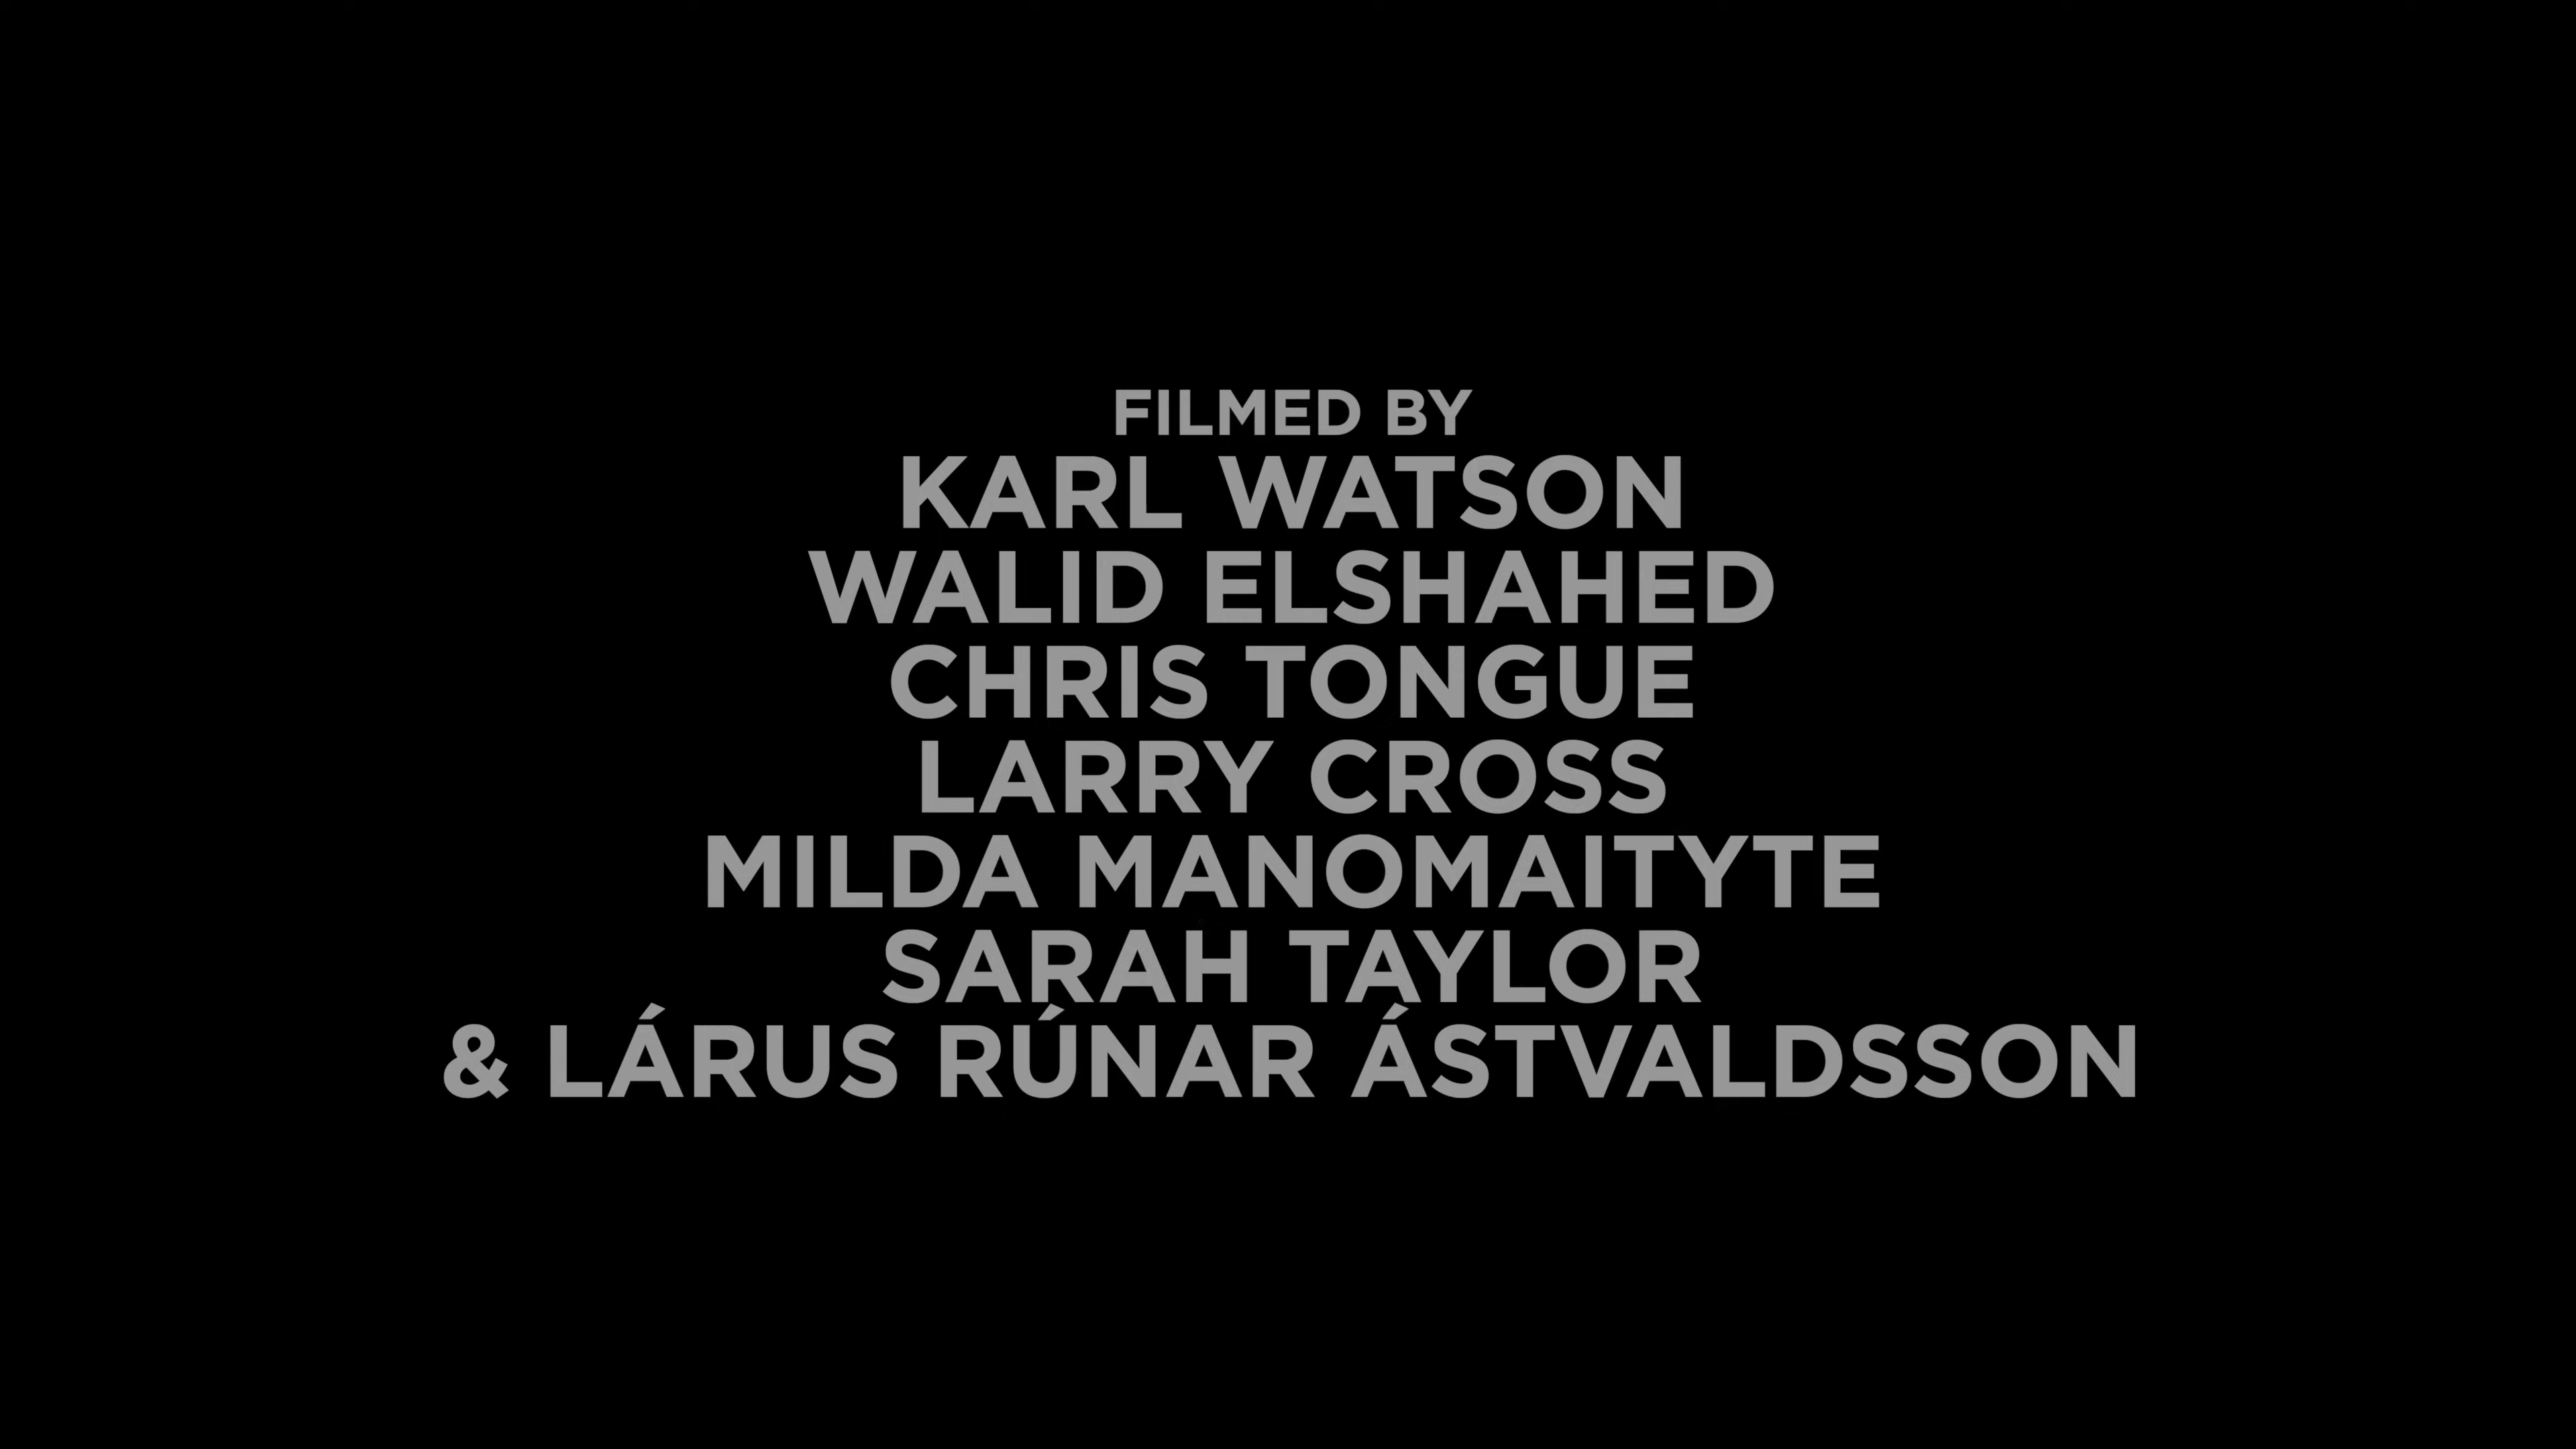 FILMED BY
KARL WATSON
WALID ELSHAHED
CHRIS TONGUE
LARRY CROSS
MILDA MANOMAITYTE
SARAH TAYLOR
& LÁRUS RÚNAR ÁSTVALDSSON